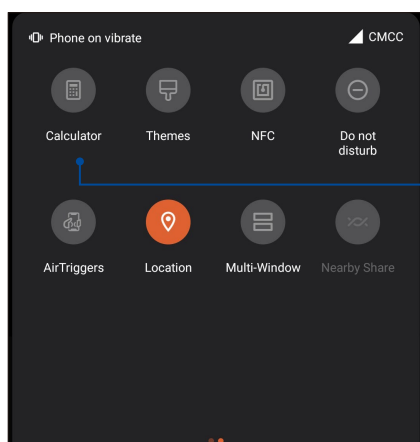 Phone on vibrate CMCC
Calculator Themes NFC Do not
disturb
AirTriggers Location Multi-Window Nearby Share